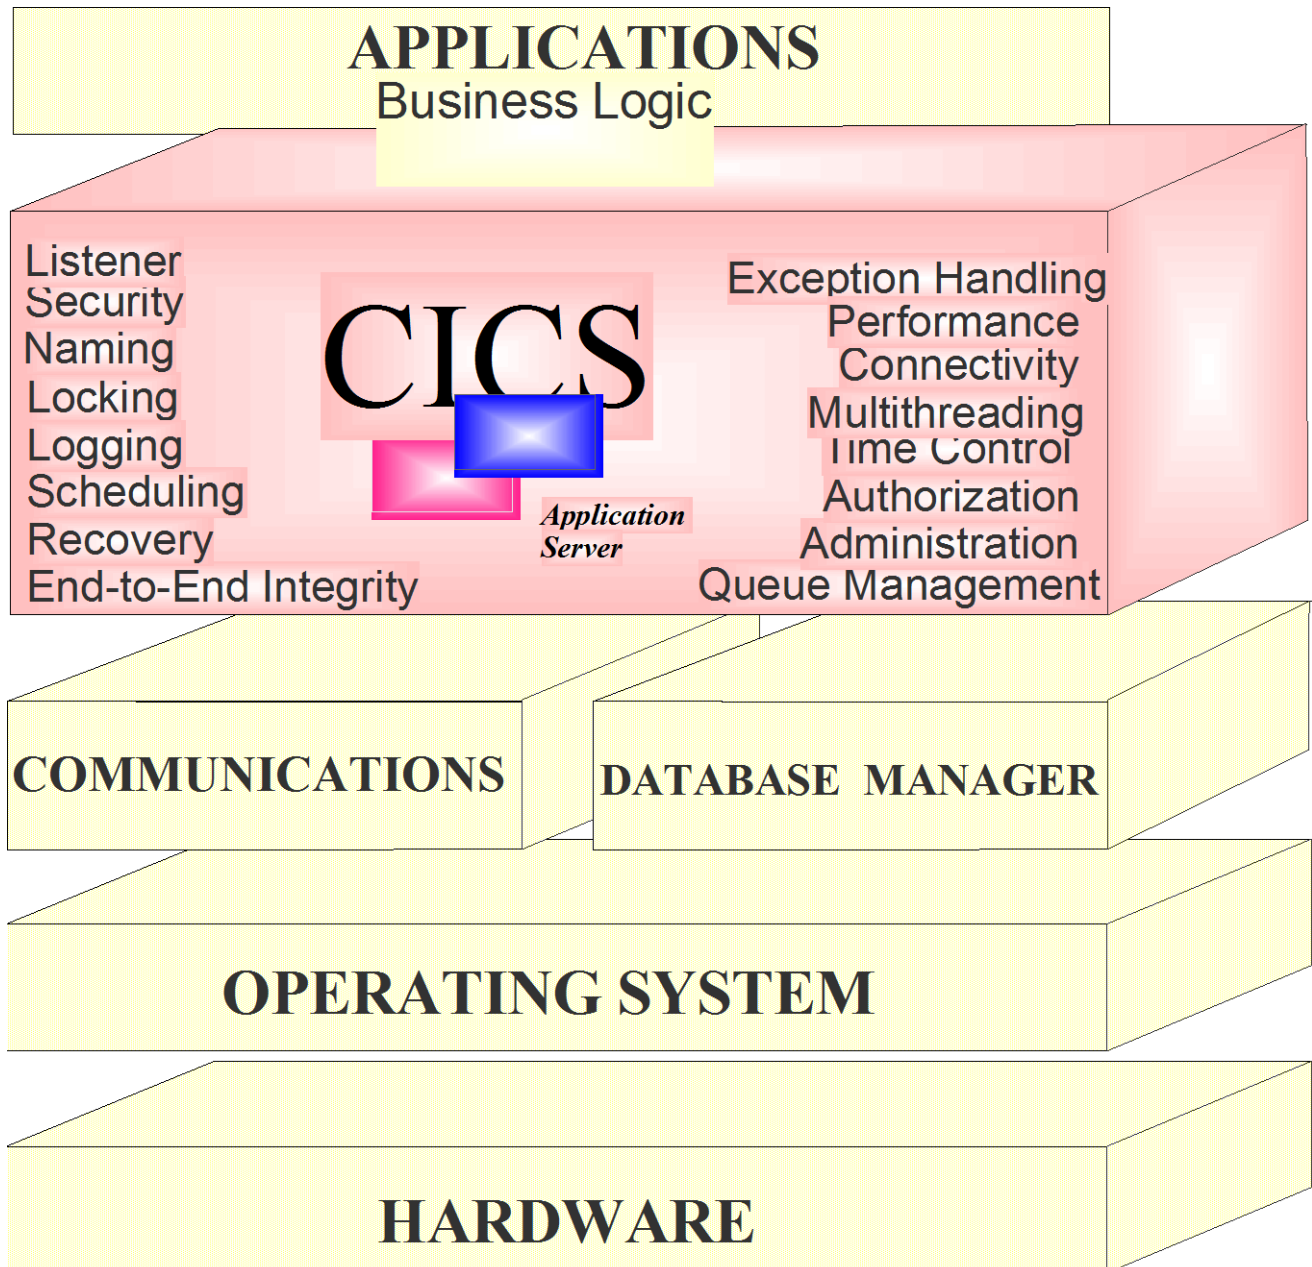 APPLICATIONS
Business Logic
Listener
Security
Naming
Locking
Logging
Scheduling
Recovery
End-to-End Integrity
CICS
Application
Server
Exception Handling
Performance
Connectivity
Multithreading
Time Control
Authorization
Administration
Queue Management
COMMUNICATIONS
DATABASE MANAGER
OPERATING SYSTEM
HARDWARE